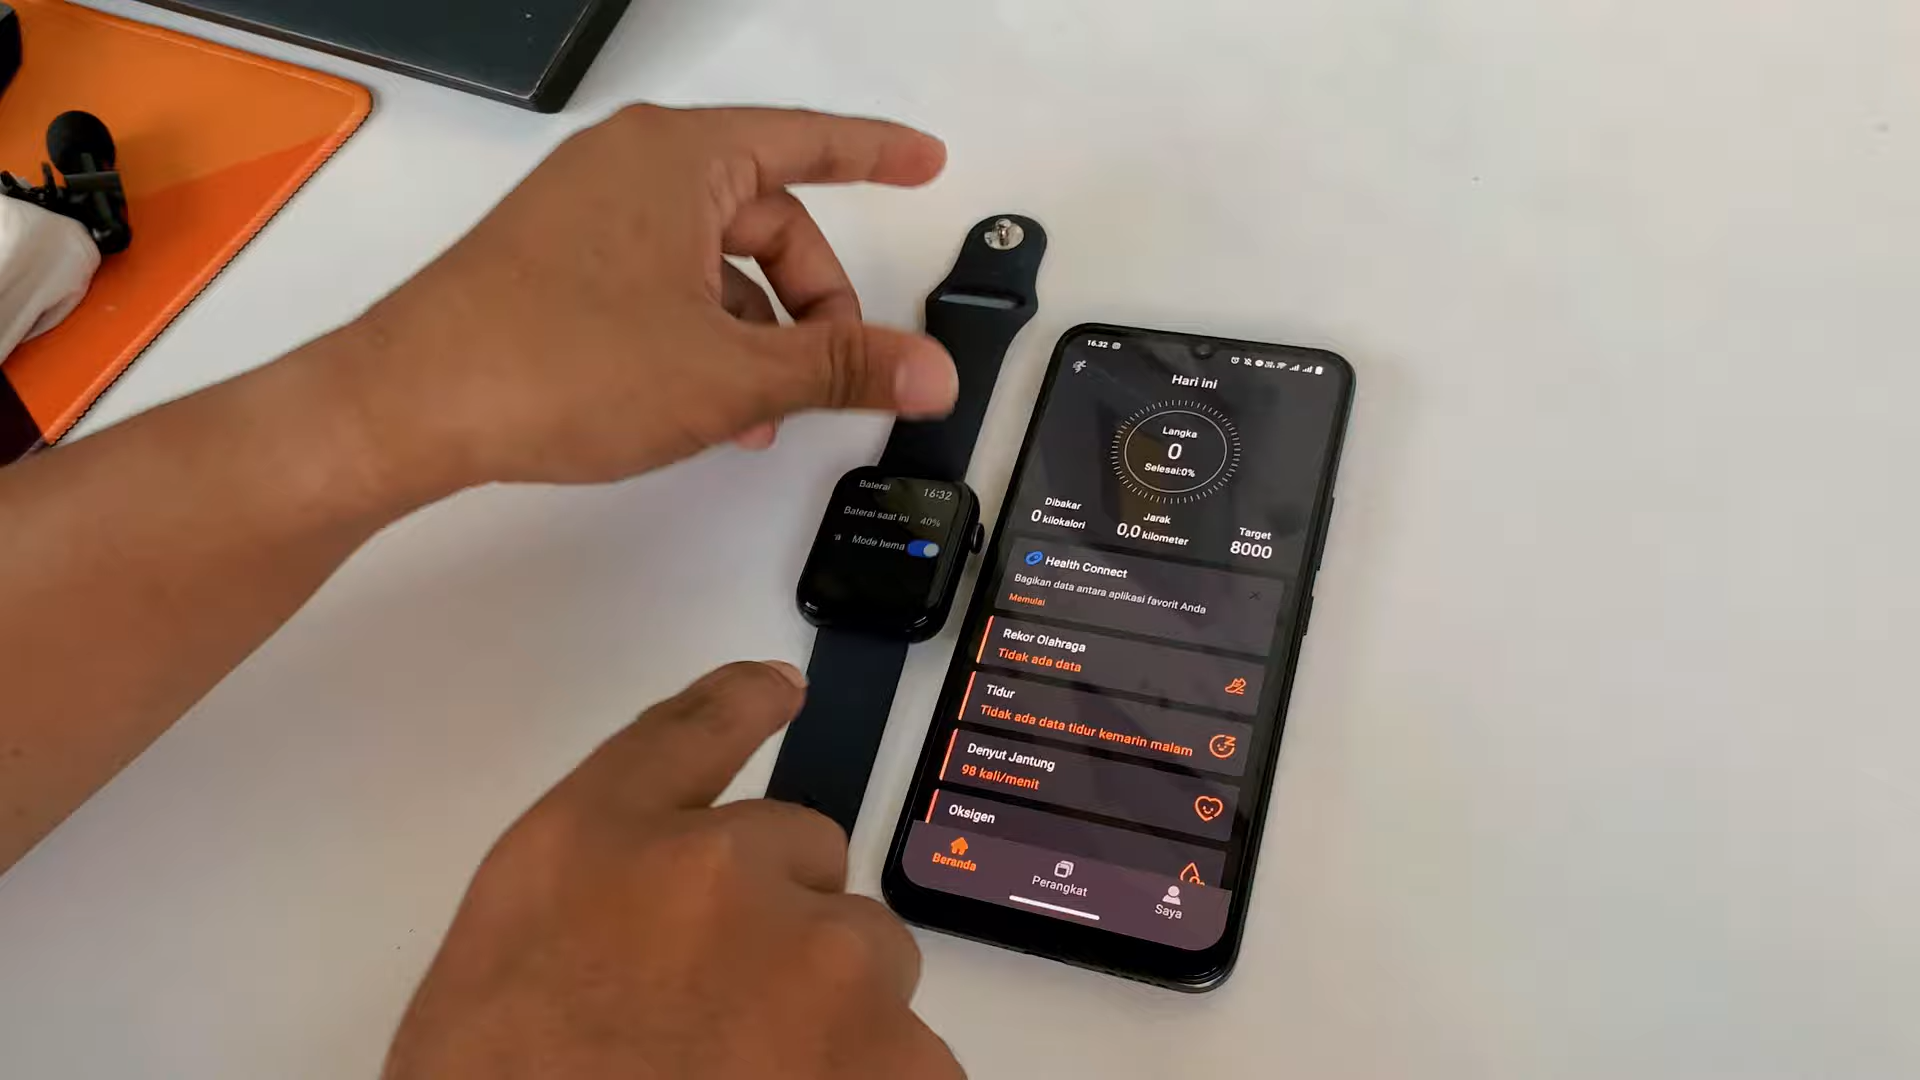 Baterai 16:32
Baterai saat ini 40%
a Mode hema
16.32
Hari ini
Langka
0
Selesai:0%
Dibakar
0 kilokalori
Jarak
0,0 kilometer
Target
8000
Health Connect
Bagikan data antara aplikasi favorit Anda
Memulai
Rekor Olahraga
Tidak ada data
Tidur
Tidak ada data tidur kemarin malam
Denyut Jantung
98 kali/menit
Oksigen
Beranda
Perangkat
Saya